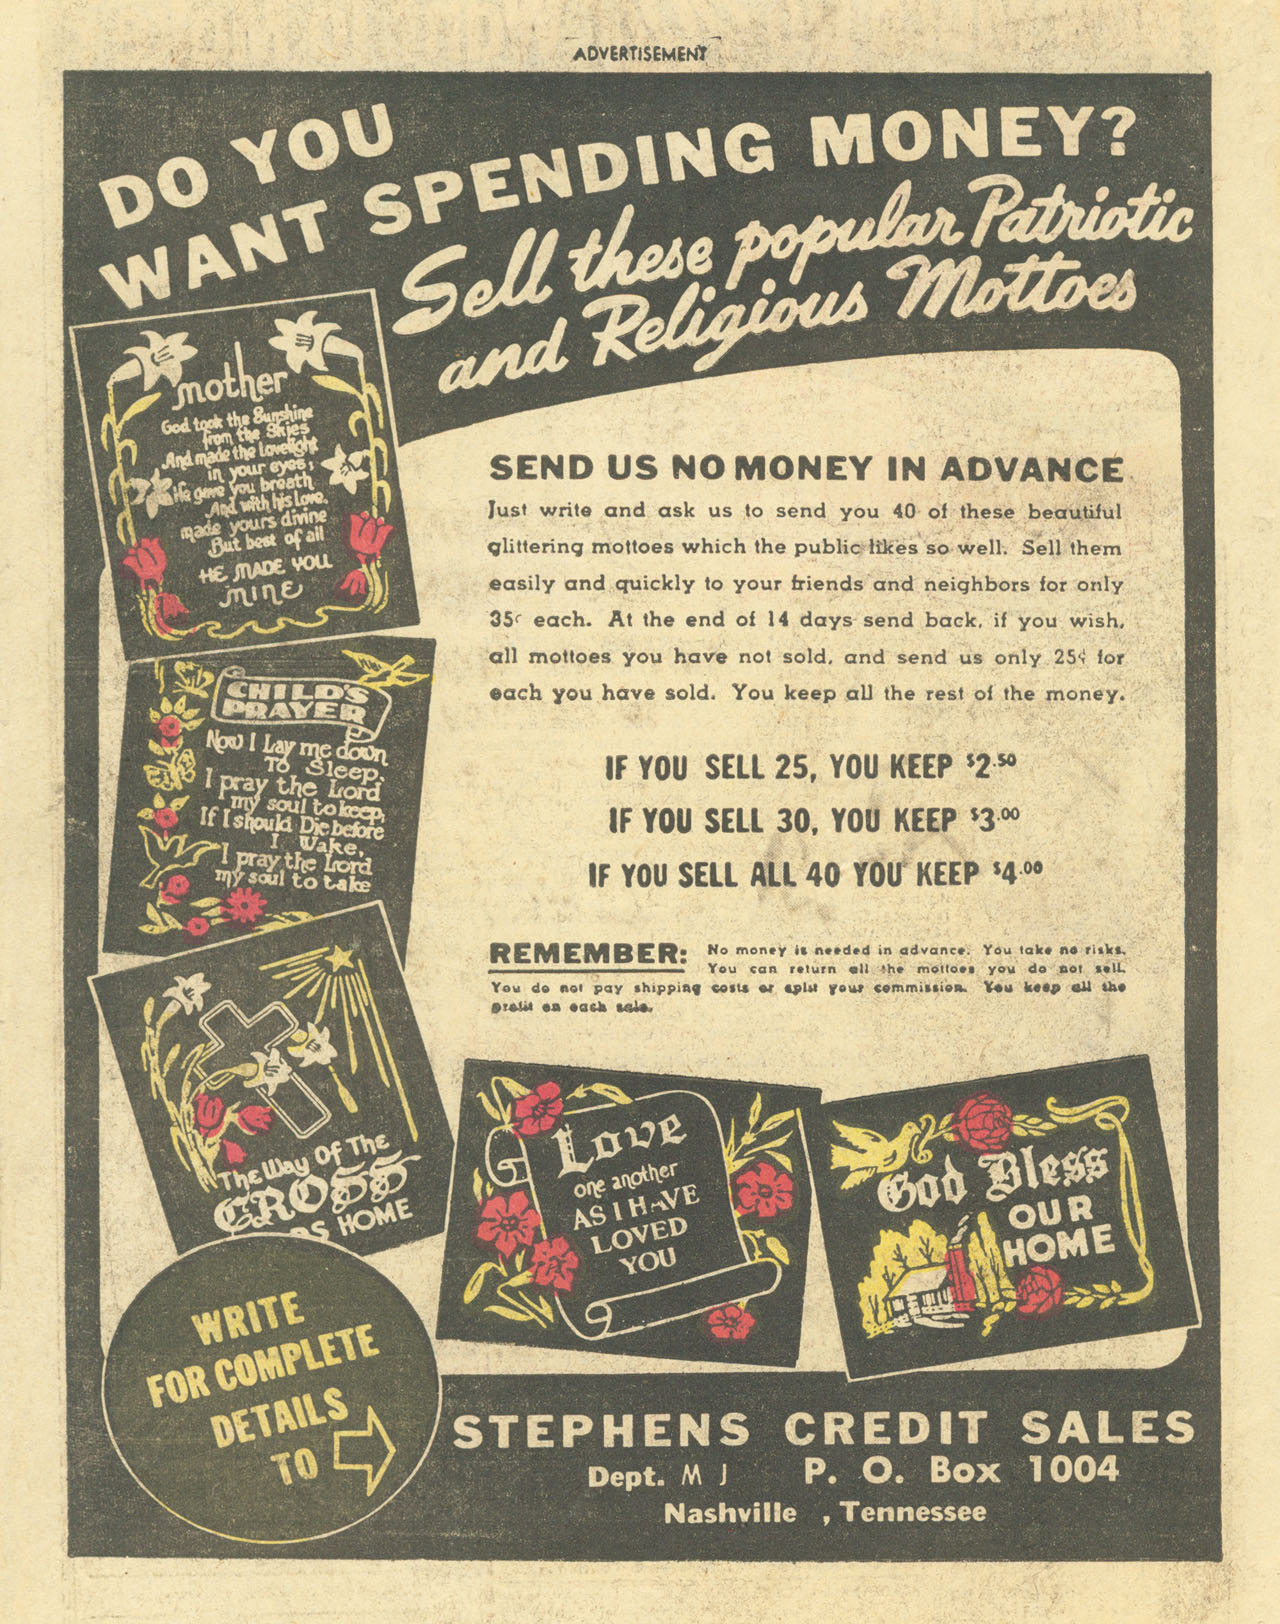 ADVERTISEMENT
DO YOU
WANT SPENDING MONEY?
Sell these popular Patriotic
and Religious Mottoes
mother
God took the Sunshine
from the Skies
And made the Lovelight
in your eyes;
He gave you breath
And with his Love,
made yours divine
But best of all
HE MADE YOU
MINE
CHILD'S
PRAYER
Now I Lay me down
To Sleep.
I pray the Lord
my soul to keep,
If I should Die before
I Wake,
I pray the Lord
my soul to take
The Way Of The
CROSS
DS HOME
SEND US NO MONEY IN ADVANCE
Just write and ask us to send you 40 of these beautiful
glittering mottoes which the public likes so well. Sell them
easily and quickly to your friends and neighbors for only
35¢ each. At the end of 14 days send back, if you wish,
all mottoes you have not sold, and send us only 25¢ for
each you have sold. You keep all the rest of the money.
IF YOU SELL 25, YOU KEEP $2.50
IF YOU SELL 30, YOU KEEP $3.00
IF YOU SELL ALL 40 YOU KEEP $4.00
REMEMBER: No money is needed in advance. You take no risks.
You can return all the mottoes you do not sell.
You do not pay shipping costs or split your commission. You keep all the
profit on each sale.
Love
one another
AS I HAVE
LOVED
YOU
God Bless
OUR
HOME
WRITE
FOR COMPLETE
DETAILS
TO
STEPHENS CREDIT SALES
Dept. M J P. O. Box 1004
Nashville , Tennessee